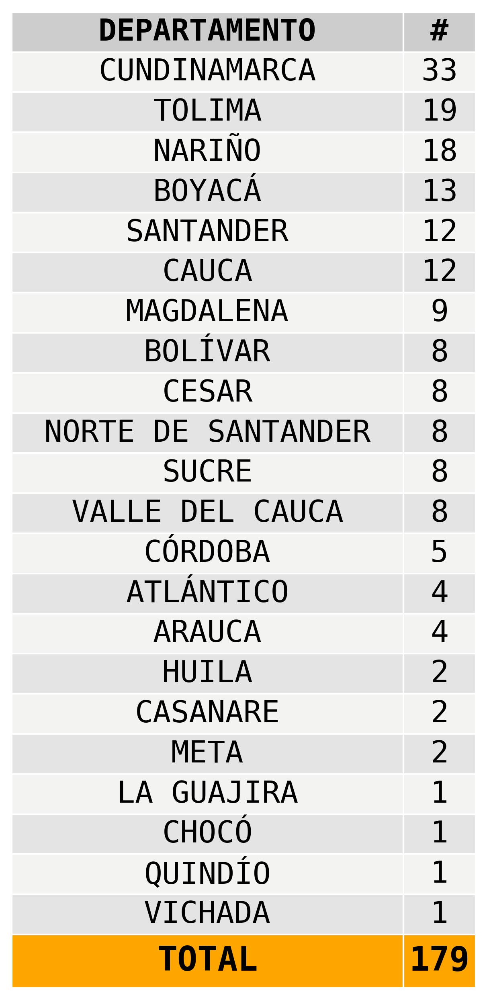 DEPARTAMENTO #
CUNDINAMARCA 33
TOLIMA 19
NARIÑO 18
BOYACÁ 13
SANTANDER 12
CAUCA 12
MAGDALENA 9
BOLÍVAR 8
CESAR 8
NORTE DE SANTANDER 8
SUCRE 8
VALLE DEL CAUCA 8
CÓRDOBA 5
ATLÁNTICO 4
ARAUCA 4
HUILA 2
CASANARE 2
META 2
LA GUAJIRA 1
CHOCÓ 1
QUINDÍO 1
VICHADA 1
TOTAL 179